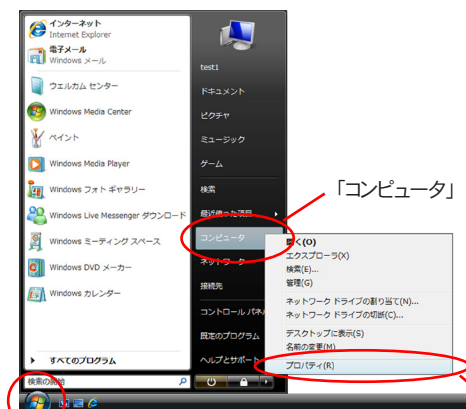 インターネット
Internet Explorer
電子メール
Windows メール
ウェルカム センター
Windows Media Center
ペイント
Windows Media Player
Windows フォト ギャラリー
Windows Live Messenger ダウンロード
Windows ミーティング スペース
Windows DVD メーカー
Windows カレンダー
すべてのプログラム
検索の開始
test1
ドキュメント
ピクチャ
ミュージック
ゲーム
検索
最近使った項目
コンピュータ
ネットワーク
接続先
コントロール パネル
既定のプログラム
ヘルプとサポート
「コンピュータ」
開く(O)
エクスプローラ(X)
検索(E)...
管理(G)
ネットワーク ドライブの割り当て(N)...
ネットワーク ドライブの切断(C)...
デスクトップに表示(S)
名前の変更(M)
プロパティ(R)